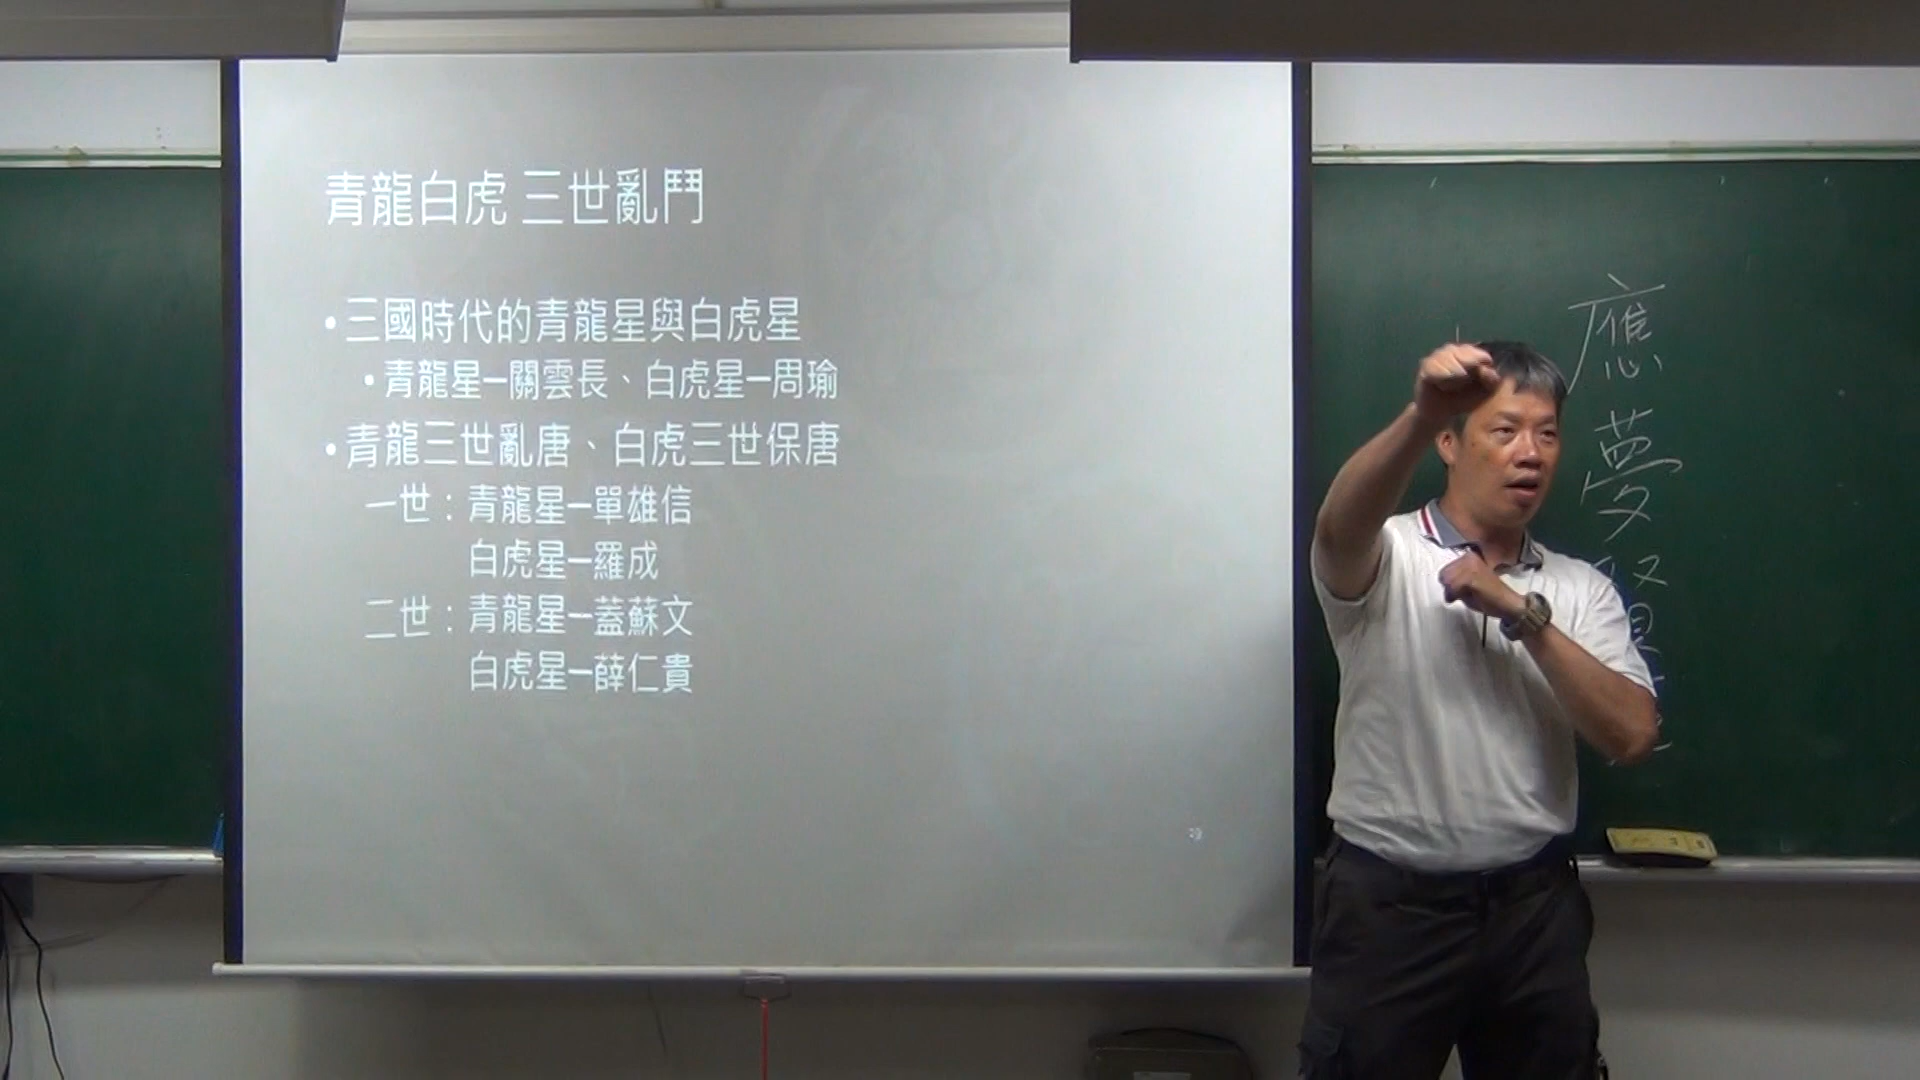 青龍白虎 三世亂鬥
•三國時代的青龍星與白虎星
•青龍星─關雲長、白虎星─周瑜
•青龍三世亂唐、白虎三世保唐
一世：青龍星─單雄信
白虎星─羅成
二世：青龍星─蓋蘇文
白虎星─薛仁貴
應夢賢